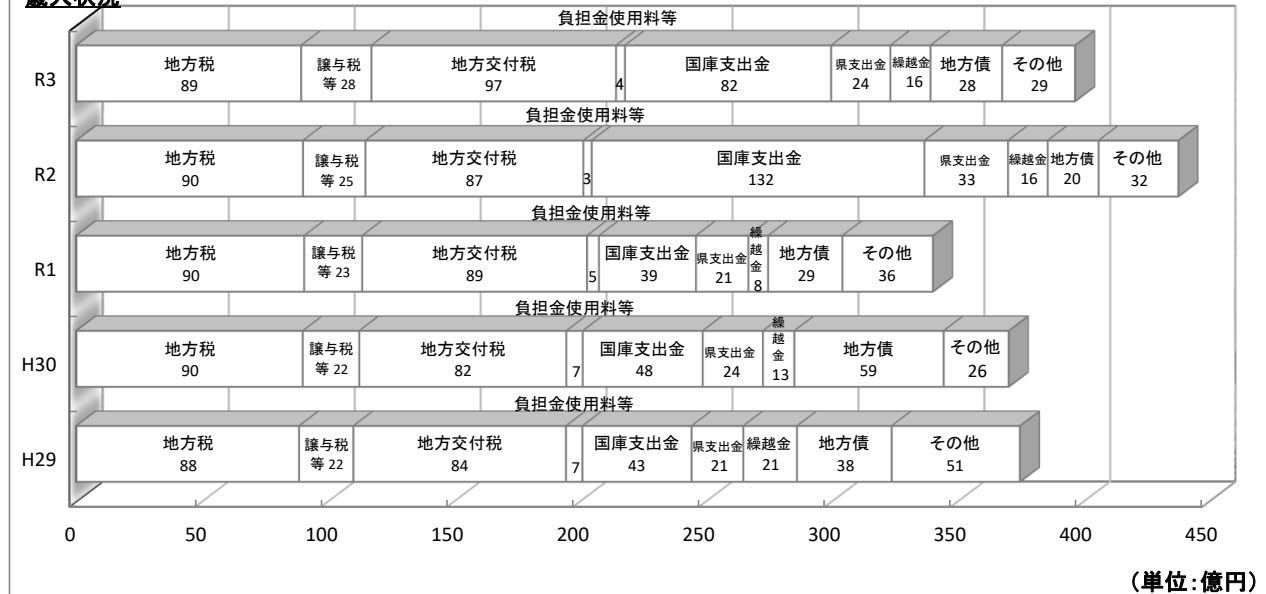 歳入状況
負担金使用料等
R3
地方税
89
譲与税
等 28
地方交付税
97
4
国庫支出金
82
県支出金
24
繰越金
16
地方債
28
その他
29
負担金使用料等
R2
地方税
90
譲与税
等 25
地方交付税
87
3
国庫支出金
132
県支出金
33
繰越金
16
地方債
20
その他
32
負担金使用料等
R1
地方税
90
譲与税
等 23
地方交付税
89
5
国庫支出金
39
県支出金
21
繰
越
金
8
地方債
29
その他
36
負担金使用料等
H30
地方税
90
譲与税
等 22
地方交付税
82
7
国庫支出金
48
県支出金
24
繰
越
金
13
地方債
59
その他
26
負担金使用料等
H29
地方税
88
譲与税
等 22
地方交付税
84
7
国庫支出金
43
県支出金
21
繰越金
21
地方債
38
その他
51
0 50 100 150 200 250 300 350 400 450
（単位：億円）